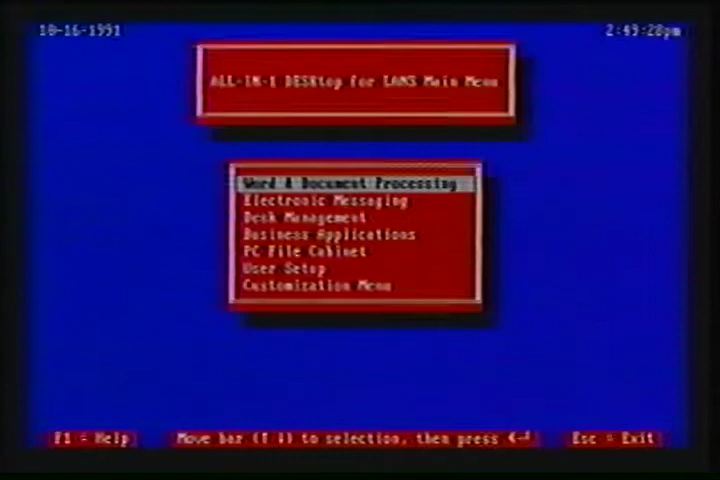 10-16-1991 2:49:28pm
ALL-IN-1 DESKtop for LANS Main Menu
Word & Document Processing
Electronic Messaging
Desk Management
Business Applications
PC File Cabinet
User Setup
Customization Menu
F1 = Help Move bar (↑ ↓) to selection, then press ◄─┘ Esc = Exit